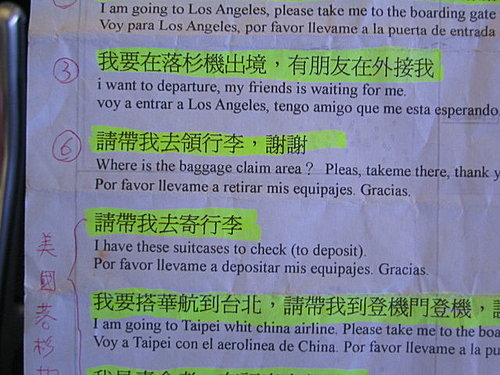 I am going to Los Angeles, please take me to the boarding gate
Voy para Los Angeles, por favor llevame a la puerta de entrada
③ 我要在落杉機出境，有朋友在外接我
i want to departure, my friends is waiting for me.
voy a entrar a Los Angeles, tengo amigo que me esta esperando
⑥ 請帶我去領行李，謝謝
Where is the baggage claim area？ Pleas, takeme there, thank y
Por favor llevame a retirar mis equipajes. Gracias.
請帶我去寄行李
I have these suitcases to check (to deposit).
Por favor llevame a depositar mis equipajes. Gracias.
我要搭華航到台北，請帶我到登機門登機，
I am going to Taipei whit china airline. Please take me to the boa
Voy a Taipei con el aerolinea de China. Por favor llevame a la pu
美國落杉